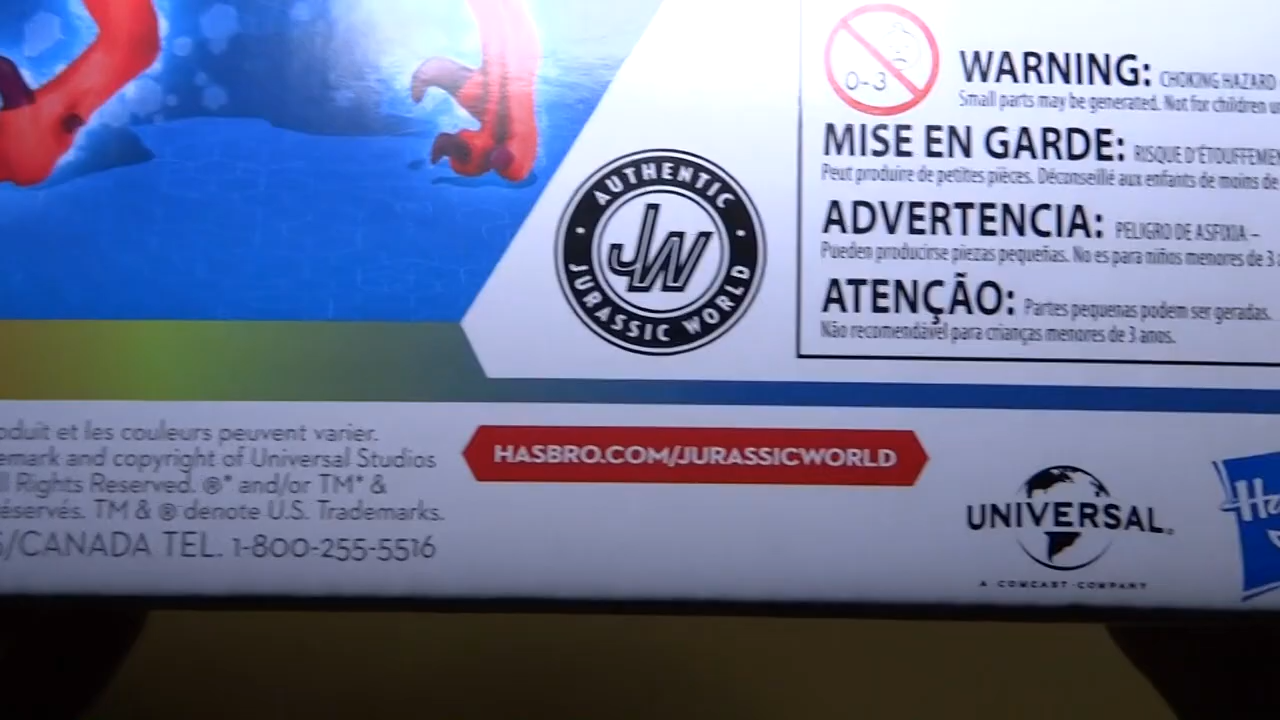 0-3
WARNING: CHOKING HAZARD
Small parts may be generated. Not for children
MISE EN GARDE: RISQUE D'ÉTOUFFEMEN
Peut produire de petites pièces. Déconseillé aux enfants de moins de
ADVERTENCIA: PELIGRO DE ASFIXIA –
Pueden producirse piezas pequeñas. No es para niños menores de 3
ATENÇÃO: Partes pequenas podem ser geradas.
Não recomendável para crianças menores de 3 anos.
AUTHENTIC
JW
JURASSIC WORLD
oduit et les couleurs peuvent varier.
emark and copyright of Universal Studios
l Rights Reserved. ®* and/or TM* &
éservés. TM & ® denote U.S. Trademarks.
S/CANADA TEL. 1-800-255-5516
HASBRO.COM/JURASSICWORLD
UNIVERSAL
A COMCAST COMPANY
Ha